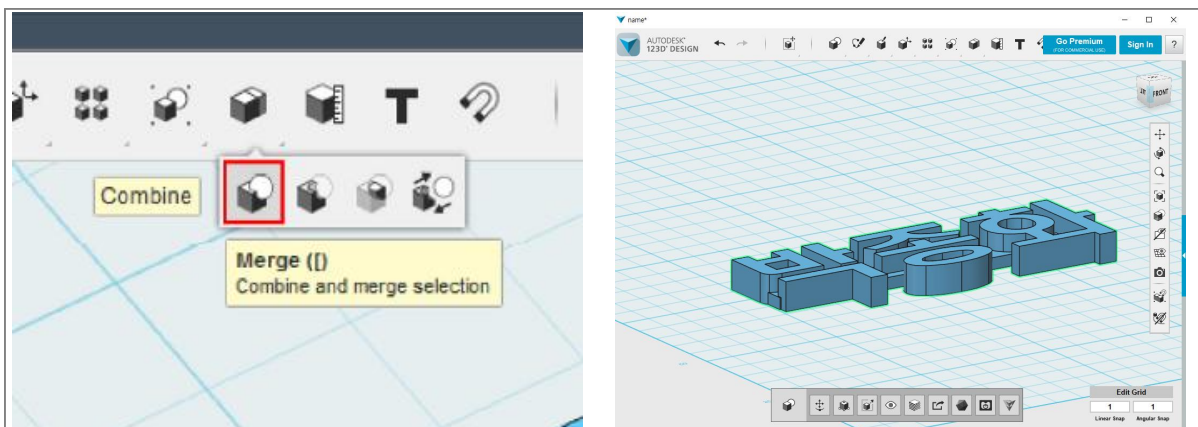 Combine
Merge ([)
Combine and merge selection
name*
AUTODESK®
123D® DESIGN
Go Premium
(FOR COMMERCIAL USE)
Sign In
?
FRONT
Edit Grid
1
1
Linear Snap
Angular Snap